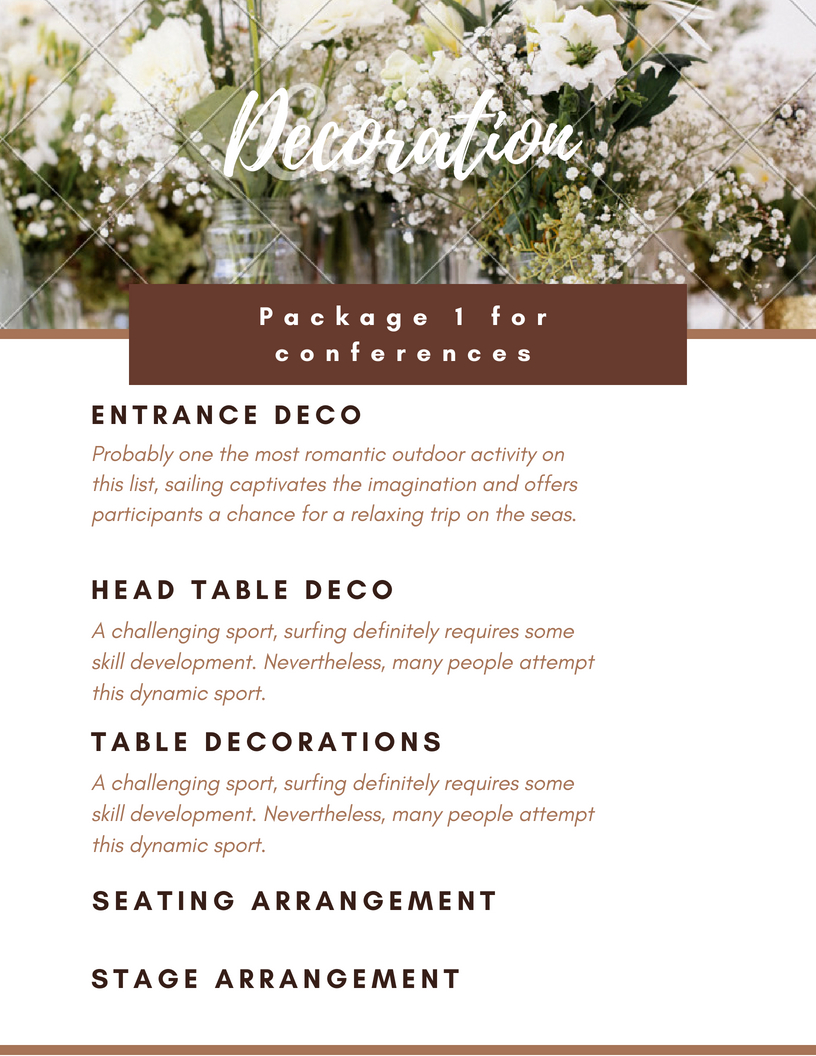 Decoration
Package 1 for
conferences
ENTRANCE DECO
Probably one the most romantic outdoor activity on
this list, sailing captivates the imagination and offers
participants a chance for a relaxing trip on the seas.
HEAD TABLE DECO
A challenging sport, surfing definitely requires some
skill development. Nevertheless, many people attempt
this dynamic sport.
TABLE DECORATIONS
A challenging sport, surfing definitely requires some
skill development. Nevertheless, many people attempt
this dynamic sport.
SEATING ARRANGEMENT
STAGE ARRANGEMENT